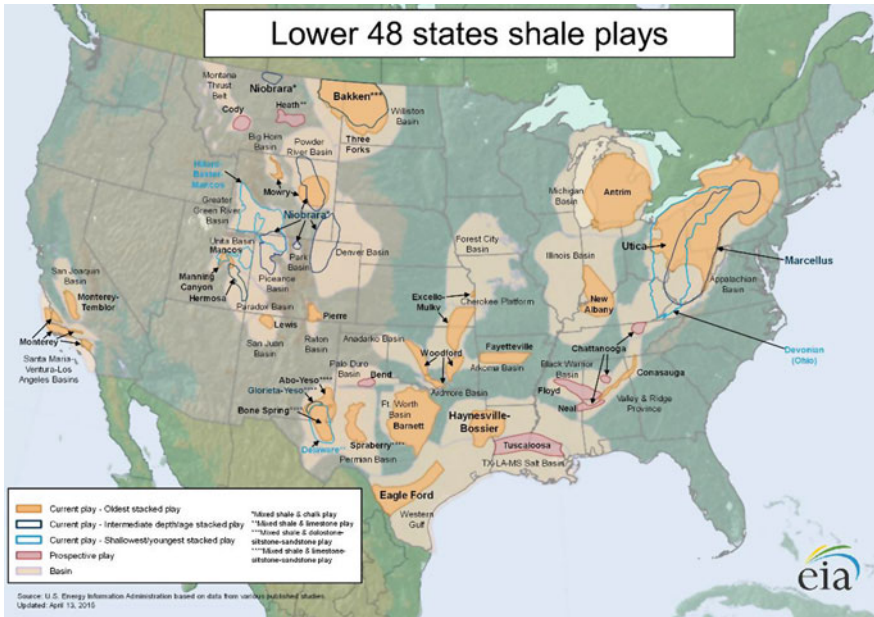 Lower 48 states shale plays
Montana
Thrust
Belt
Niobrara*
Heath**
Cody
Bakken***
Williston
Basin
Three
Forks
Big Horn
Basin
Powder
River Basin
Hilliard-
Baxter-
Mancos
Mowry
Greater
Green River
Basin
Niobrara*
Uinta Basin
Mancos
Park
Basin
Denver Basin
Manning
Canyon
Piceance
Basin
Hermosa
Paradox Basin
San Joaquin
Basin
Monterey-
Temblor
Monterey
Santa Maria-
Ventura-Los
Angeles Basins
Lewis
San Juan
Basin
Pierre
Raton
Basin
Forest City
Basin
Excello-
Mulky
Cherokee Platform
Michigan
Basin
Antrim
Illinois Basin
New
Albany
Utica
Marcellus
Appalachian
Basin
Devonian
(Ohio)
Anadarko Basin
Woodford
Fayetteville
Arkoma Basin
Ardmore Basin
Palo Duro
Basin
Bend
Abo-Yeso****
Glorieta-Yeso****
Bone Spring****
Delaware**
Spraberry****
Permian Basin
Ft. Worth
Basin
Barnett
Haynesville-
Bossier
Black Warrior
Basin
Chattanooga
Conasauga
Floyd
Neal
Valley & Ridge
Province
Tuscaloosa
TX-LA-MS Salt Basin
Eagle Ford
Western
Gulf
Current play - Oldest stacked play
Current play - Intermediate depth/age stacked play
Current play - Shallowest/youngest stacked play
Prospective play
Basin
*Mixed shale & chalk play
**Mixed shale & limestone play
***Mixed shale & dolostone-
siltstone-sandstone play
****Mixed shale & limestone-
siltstone-sandstone play
Source: U.S. Energy Information Administration based on data from various published studies.
Updated: April 13, 2015
eia